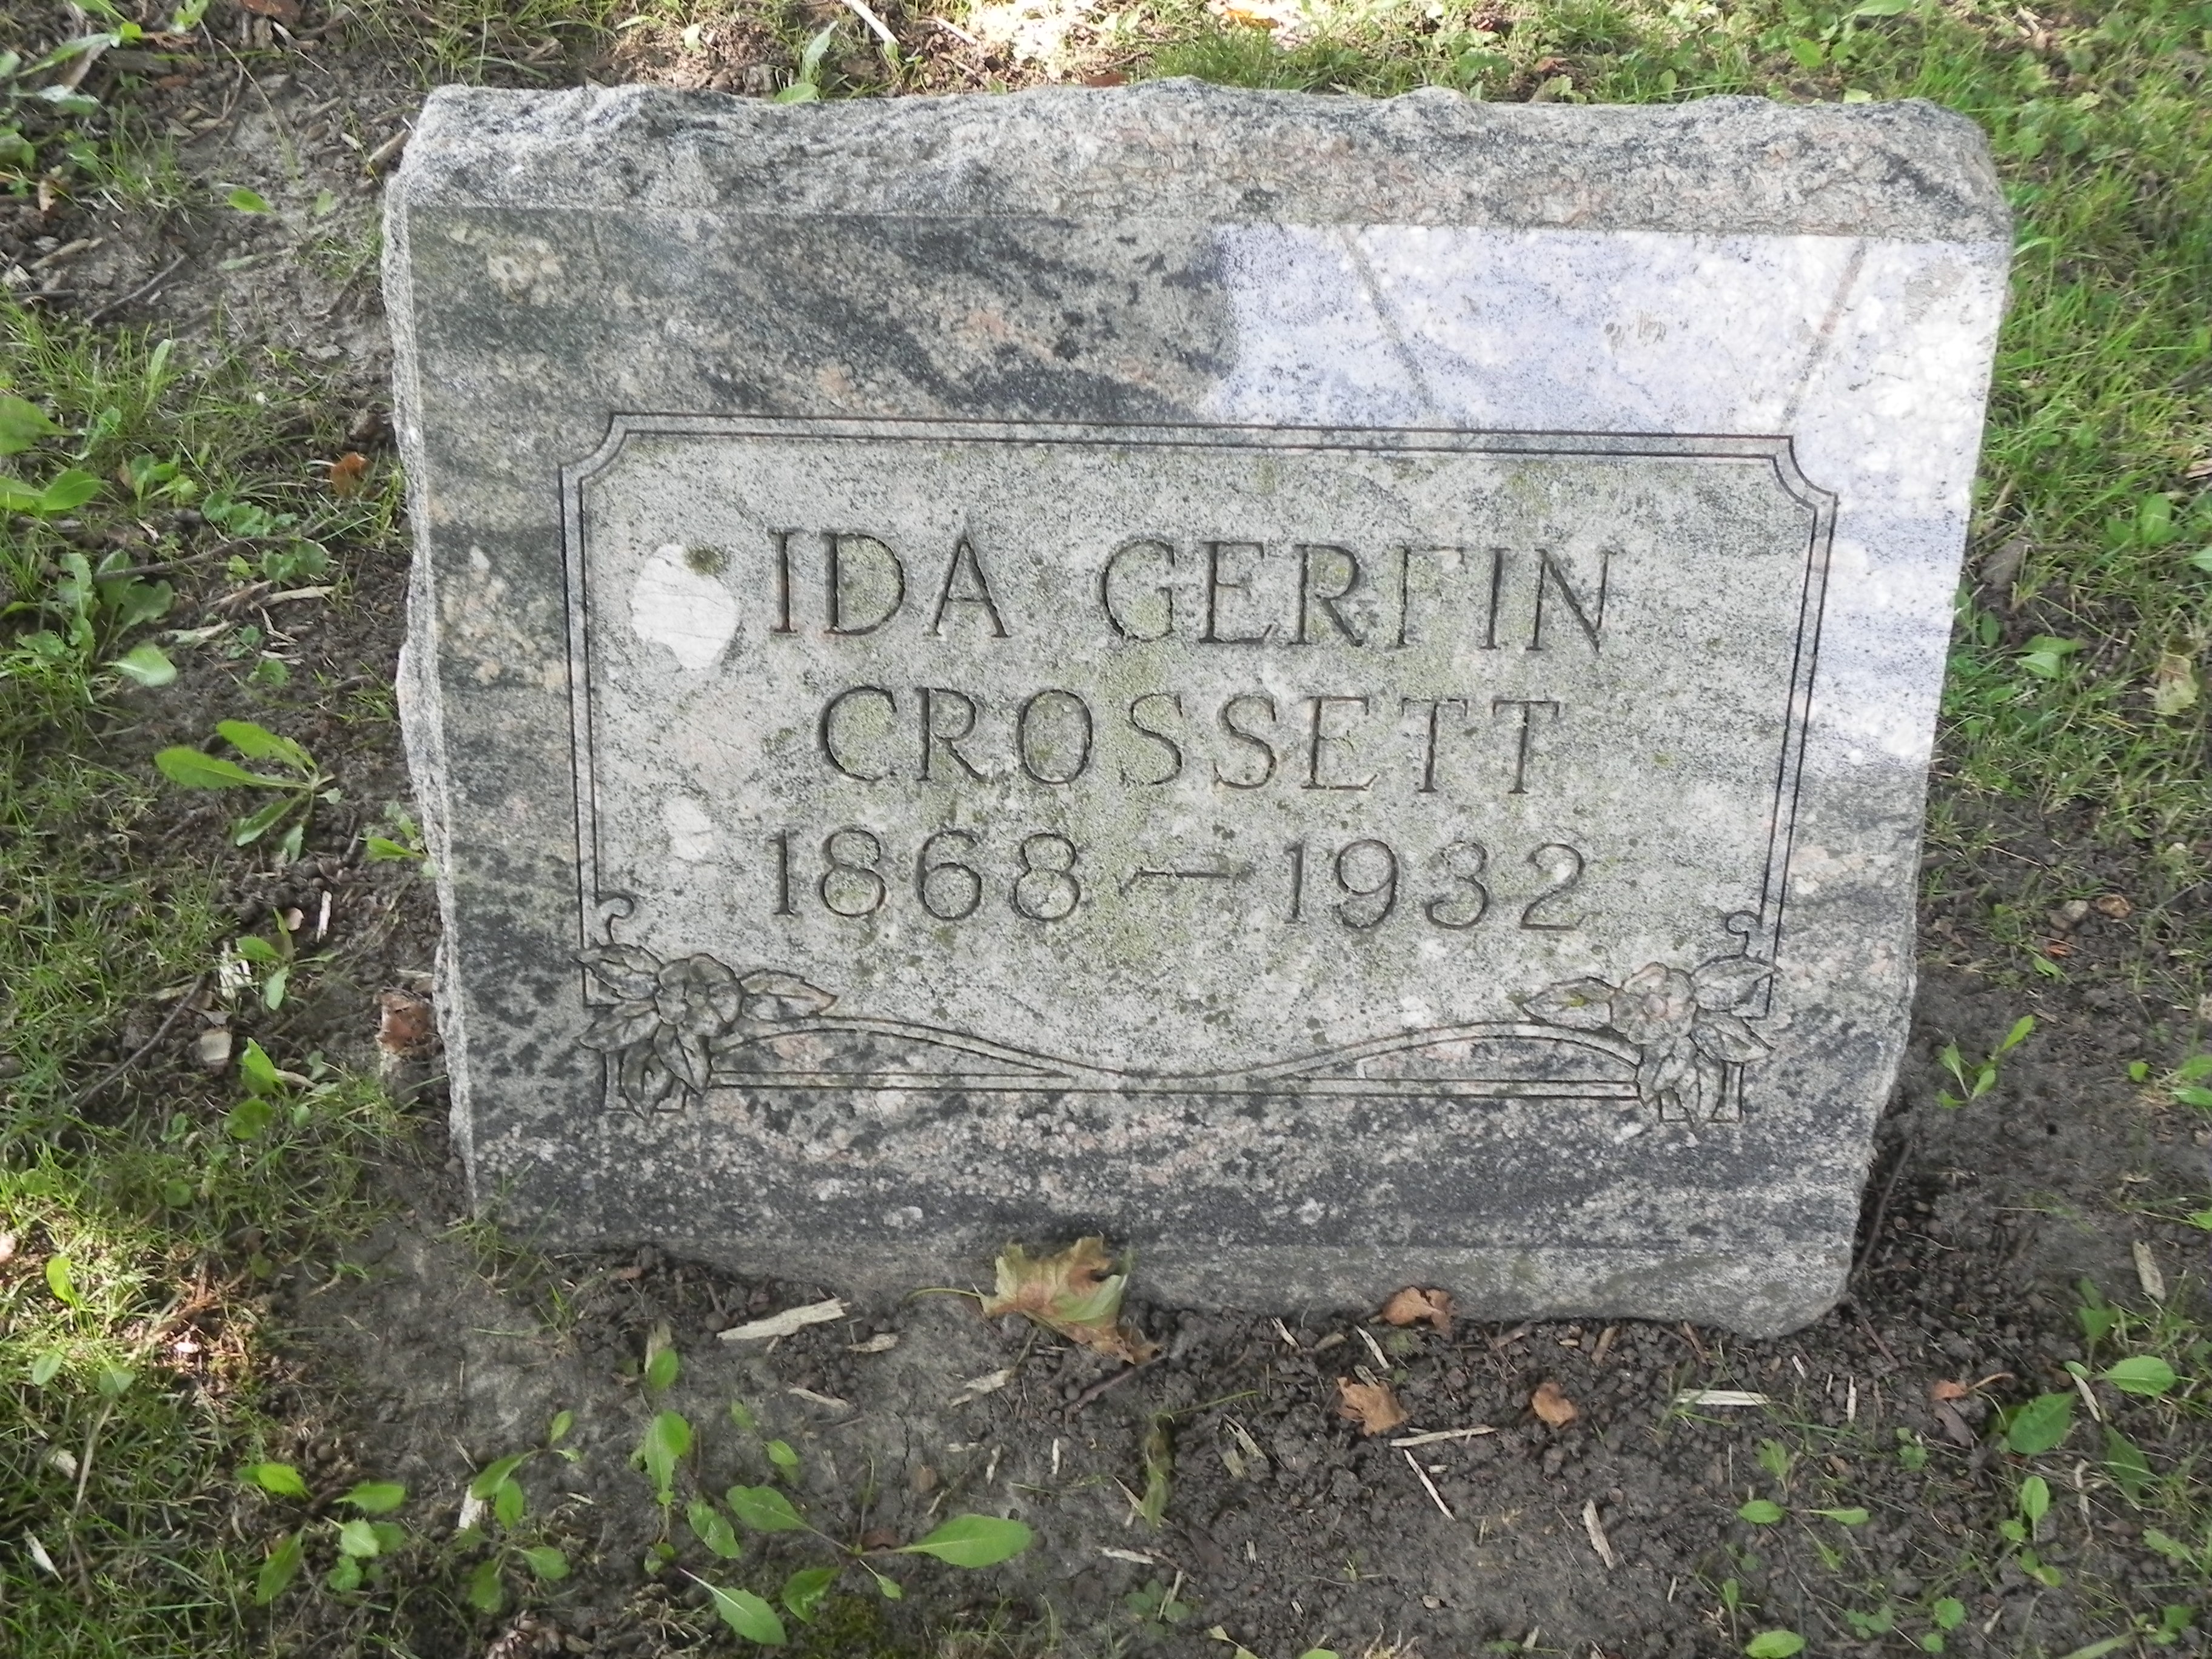 IDA GERFIN
CROSSETT
1868 — 1932